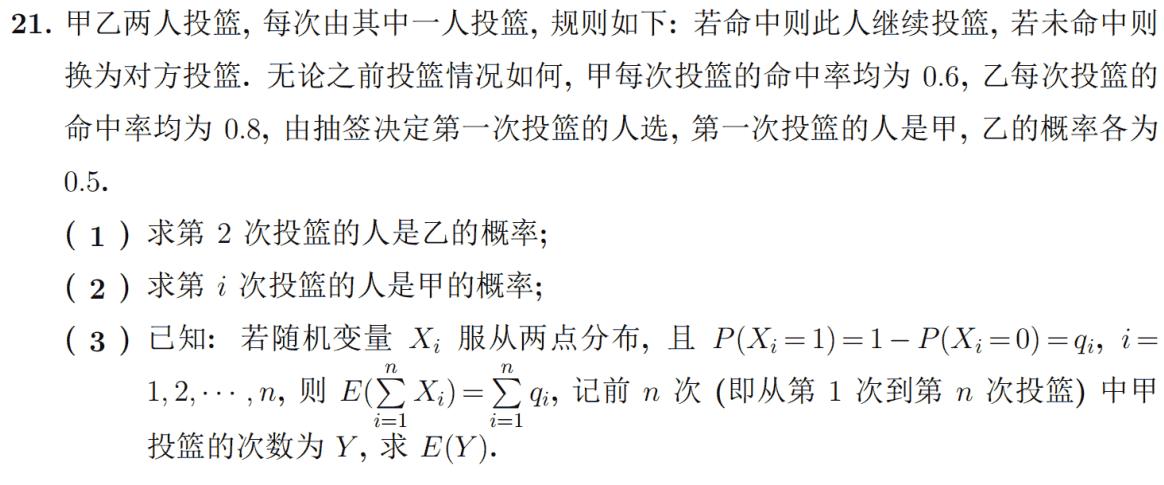 21. 甲乙两人投篮, 每次由其中一人投篮, 规则如下: 若命中则此人继续投篮, 若未命中则
换为对方投篮. 无论之前投篮情况如何, 甲每次投篮的命中率均为 0.6, 乙每次投篮的
命中率均为 0.8, 由抽签决定第一次投篮的人选, 第一次投篮的人是甲, 乙的概率各为
0.5.
( 1 ) 求第 2 次投篮的人是乙的概率;
( 2 ) 求第 i 次投篮的人是甲的概率;
( 3 ) 已知: 若随机变量 X_i 服从两点分布, 且 P(X_i=1)=1−P(X_i=0)=q_i, i=
1,2,⋯,n, 则 E(∑_{i=1}^{n} X_i)=∑_{i=1}^{n} q_i, 记前 n 次 (即从第 1 次到第 n 次投篮) 中甲
投篮的次数为 Y, 求 E(Y).